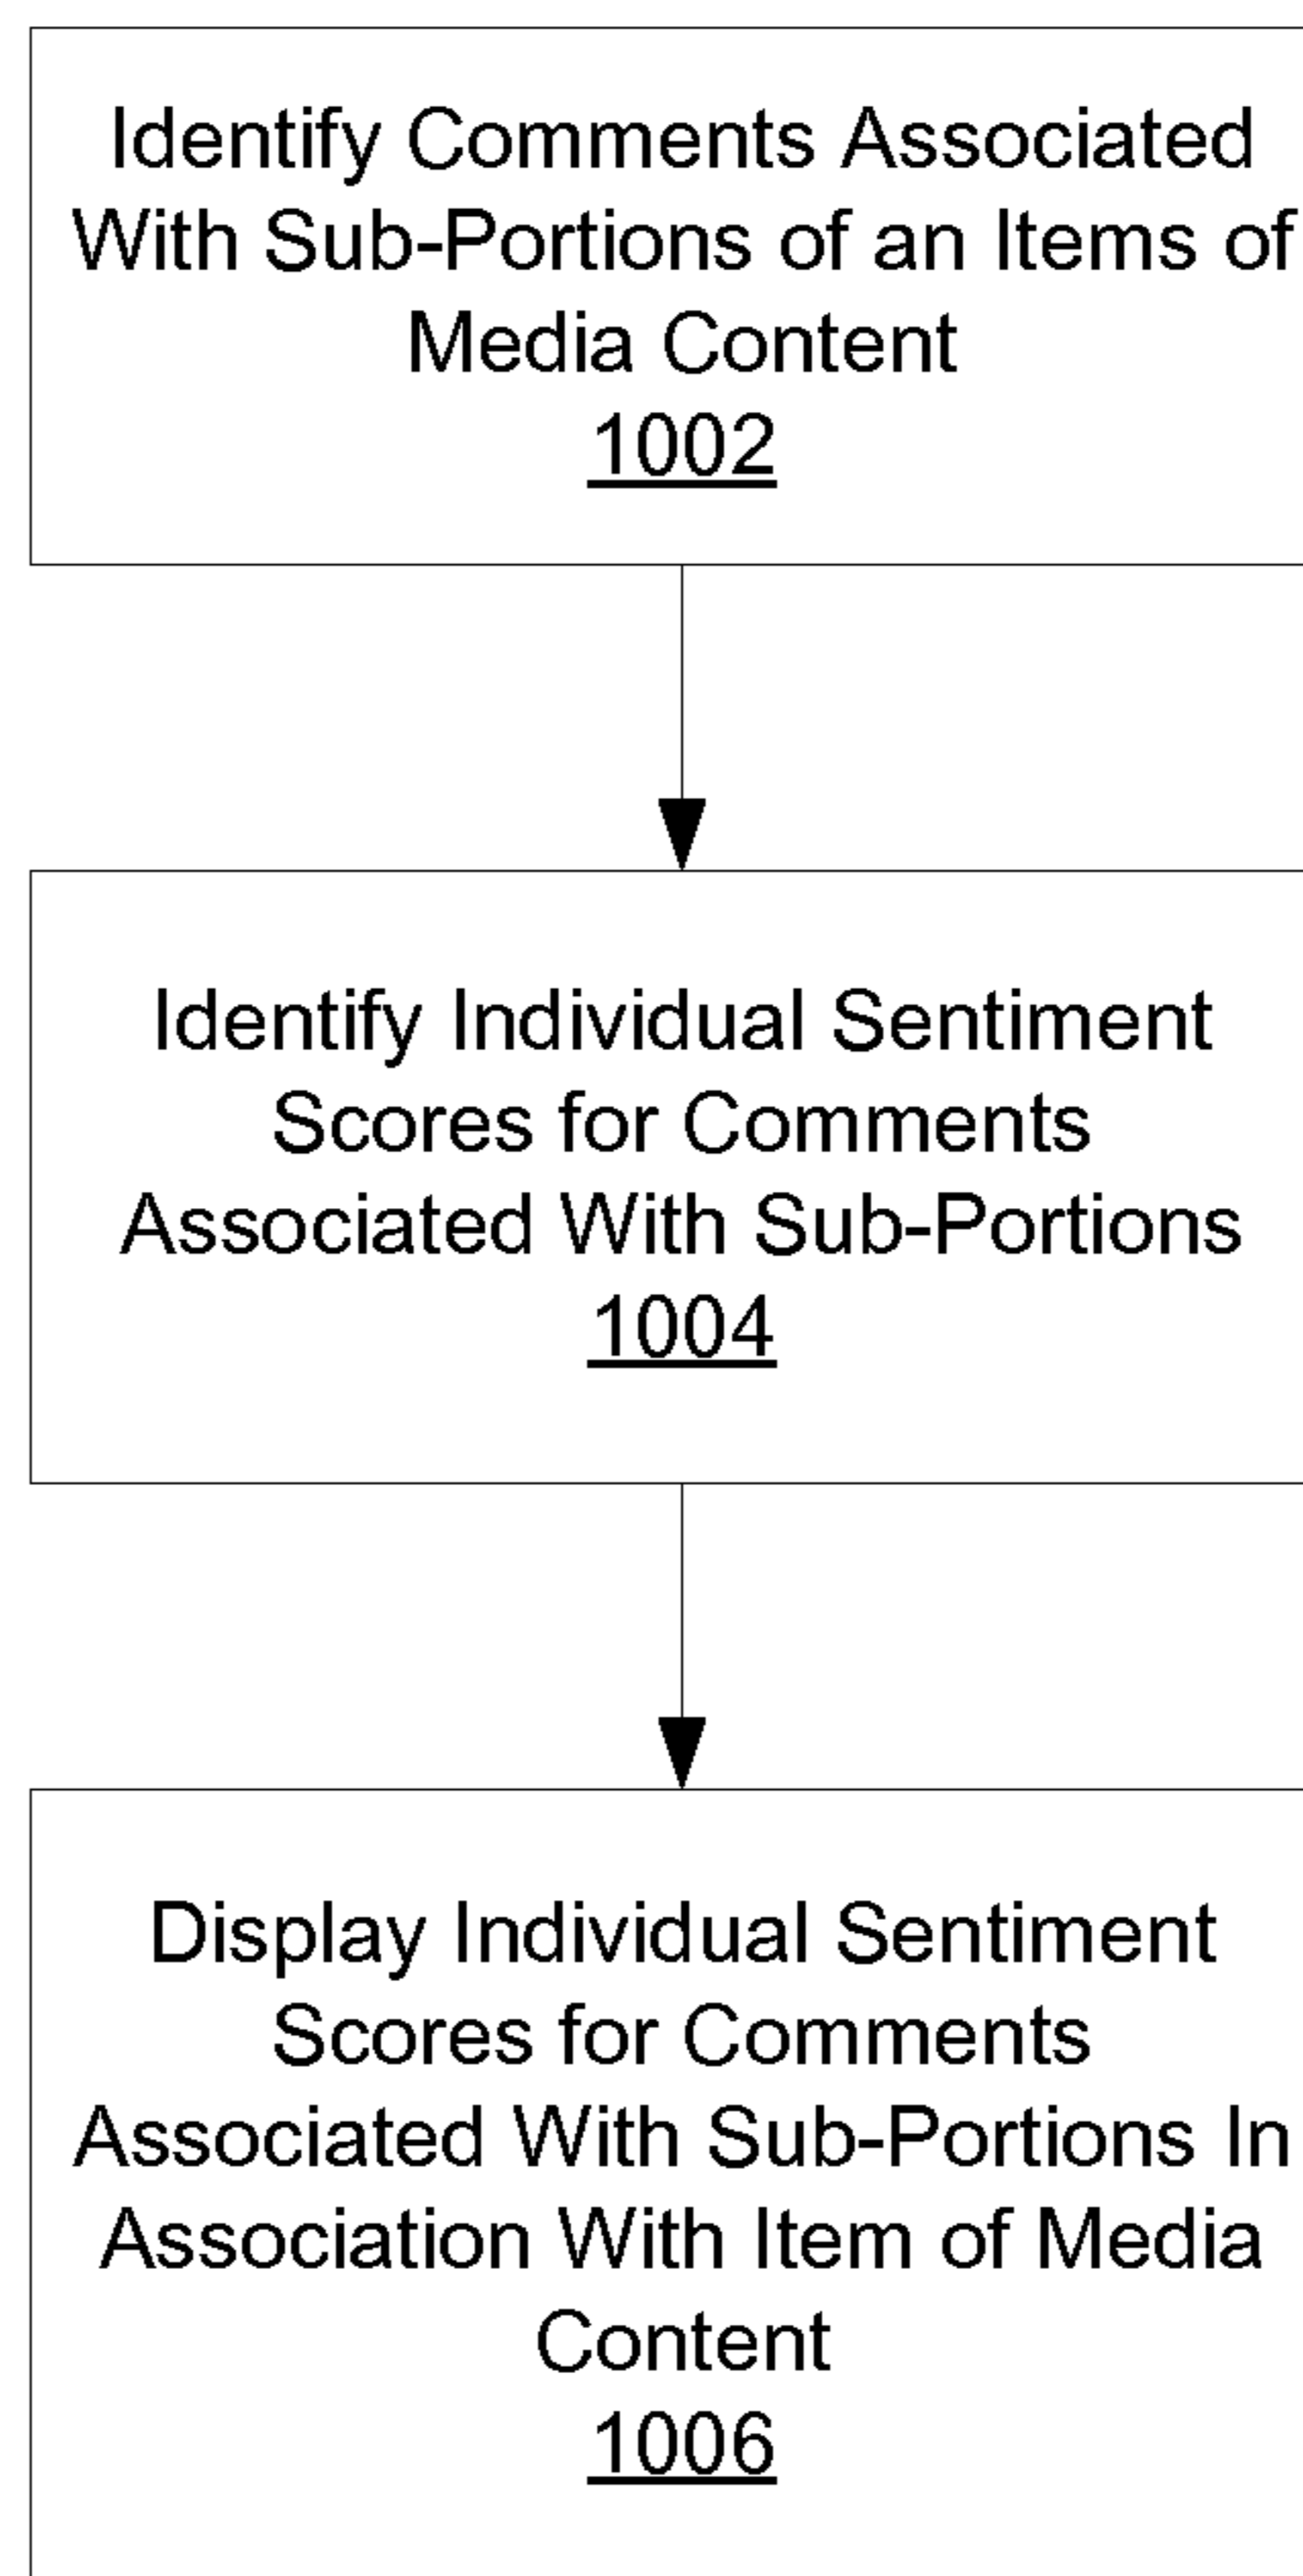 Identify Comments Associated
With Sub-Portions of an Items of
Media Content
1002
Identify Individual Sentiment
Scores for Comments
Associated With Sub-Portions
1004
Display Individual Sentiment
Scores for Comments
Associated With Sub-Portions In
Association With Item of Media
Content
1006